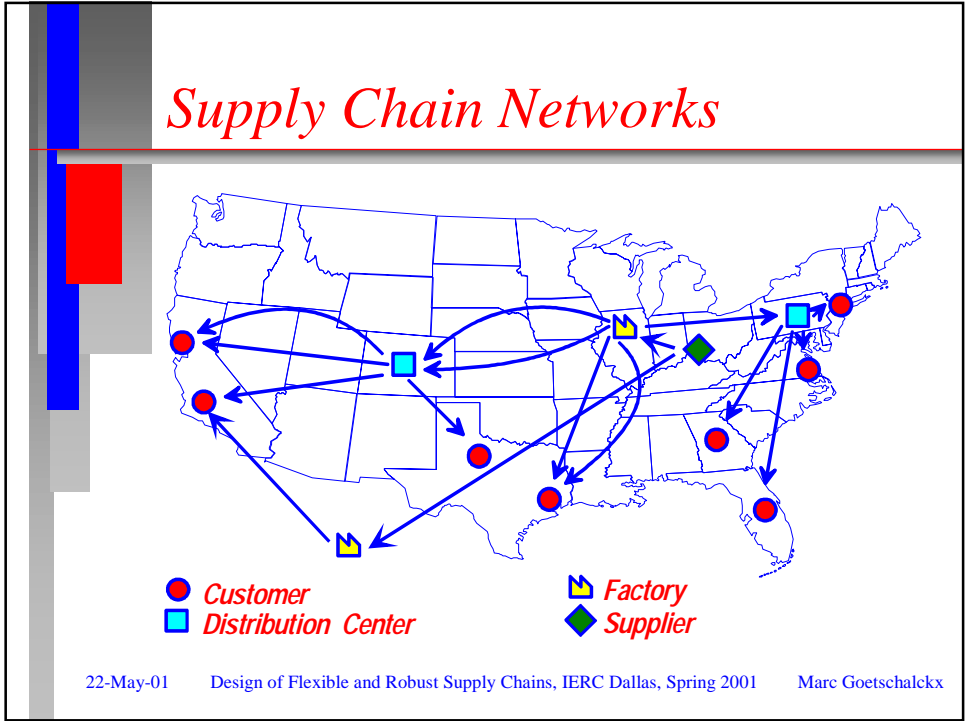 Supply Chain Networks
Customer
Factory
Distribution Center
Supplier
22-May-01 Design of Flexible and Robust Supply Chains, IERC Dallas, Spring 2001 Marc Goetschalckx